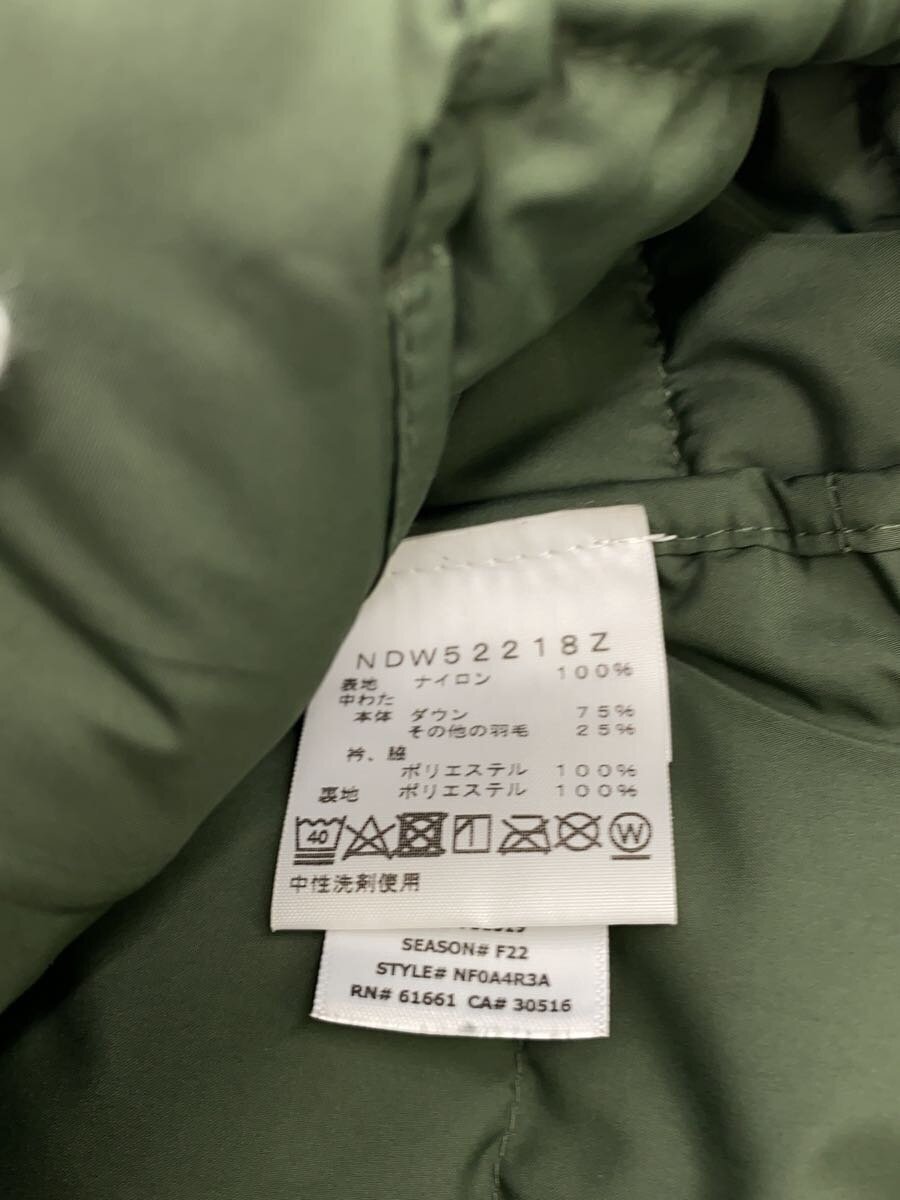 NDW52218Z
表地 ナイロン 100%
中わた
本体 ダウン 75%
その他の羽毛 25%
衿、脇
ポリエステル 100%
裏地 ポリエステル 100%
40 W
中性洗剤使用
SEASON# F22
STYLE# NF0A4R3A
RN# 61661 CA# 30516